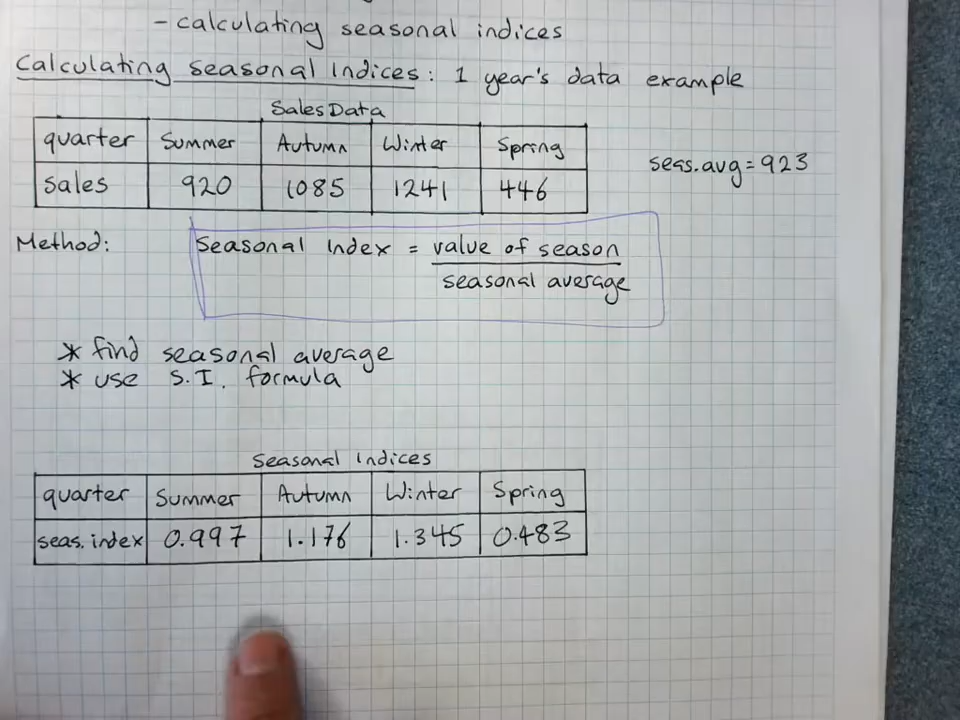 - calculating seasonal indices
Calculating Seasonal Indices: 1 year's data example
Sales Data
quarter Summer Autumn Winter Spring
sales 920 1085 1241 446
seas.avg = 923
Method: Seasonal Index = value of season
seasonal average
* find seasonal average
* use S.I. formula
Seasonal Indices
quarter Summer Autumn Winter Spring
seas. index 0.997 1.176 1.345 0.483